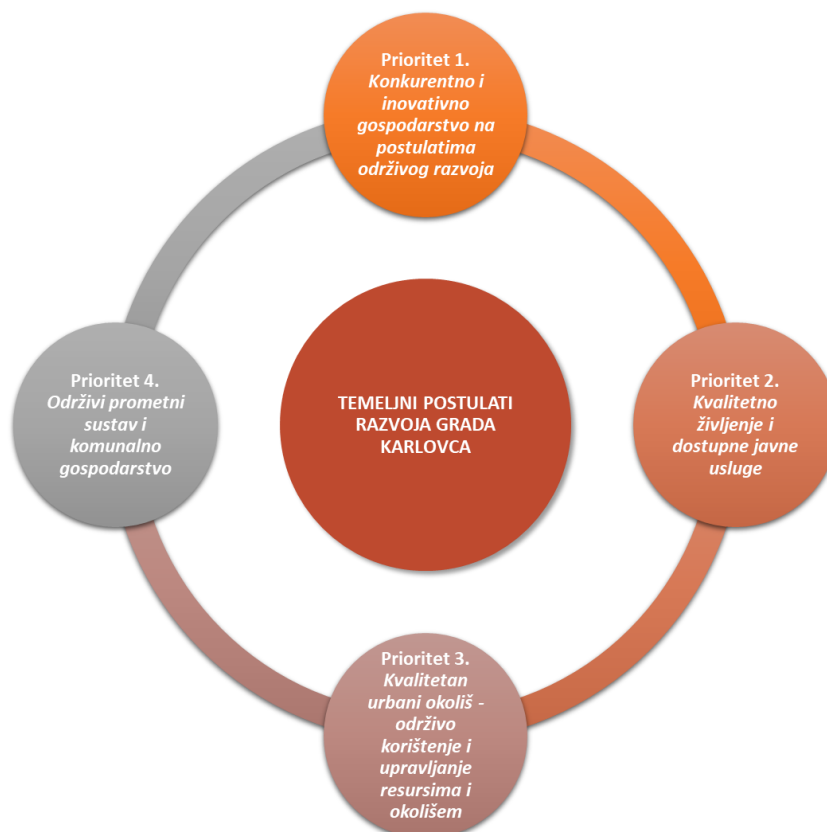 Prioritet 1.
Konkurentno i
inovativno
gospodarstvo na
postulatima
održivog razvoja
Prioritet 2.
Kvalitetno
življenje i
dostupne javne
usluge
Prioritet 3.
Kvalitetan
urbani okoliš -
održivo
korištenje i
upravljanje
resursima i
okolišem
Prioritet 4.
Održivi prometni
sustav i
komunalno
gospodarstvo
TEMELJNI POSTULATI
RAZVOJA GRADA
KARLOVCA